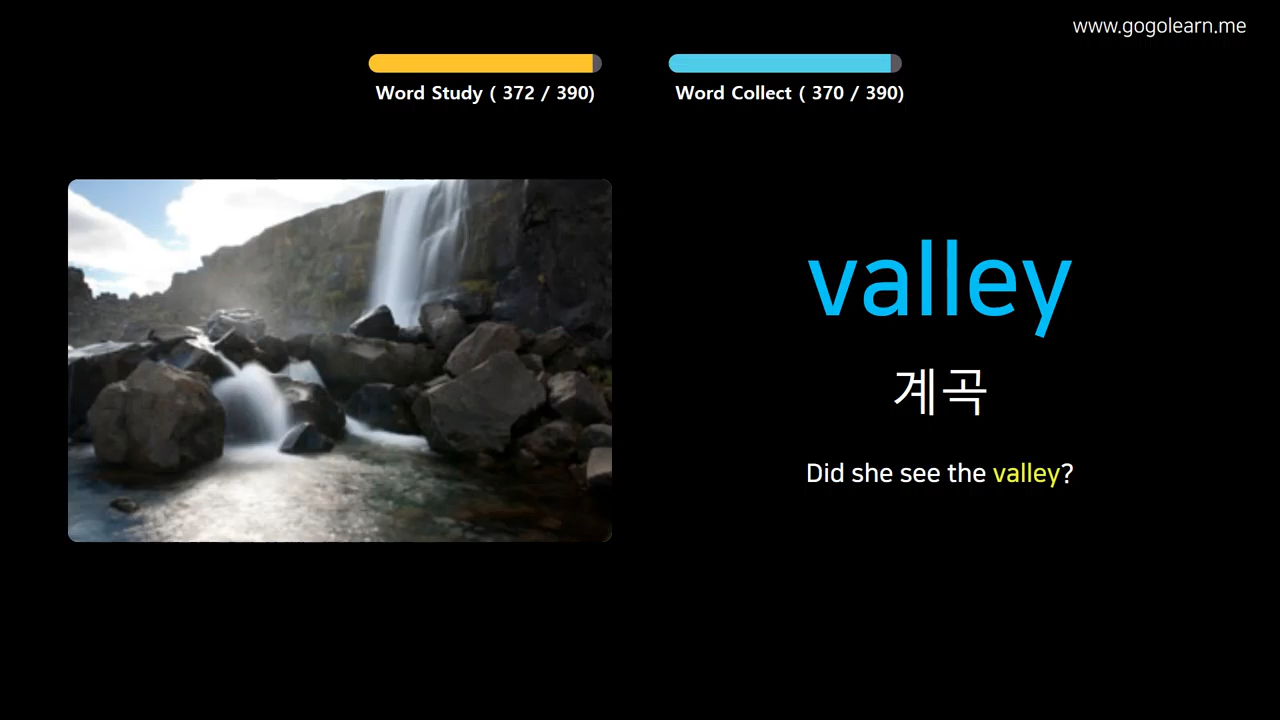 www.gogolearn.me
Word Study ( 372 / 390)
Word Collect ( 370 / 390)
valley
계곡
Did she see the valley?